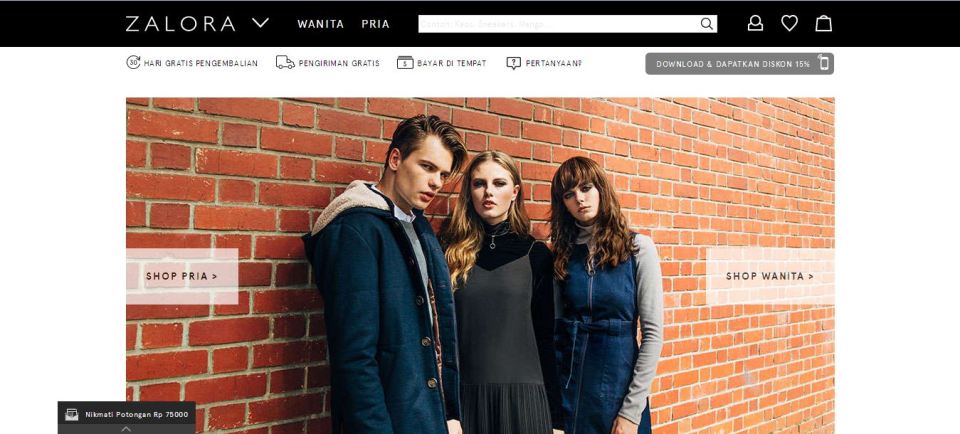 ZALORA
WANITA PRIA
Contoh: Kaos, Sneakers, Mango...
30 HARI GRATIS PENGEMBALIAN
PENGIRIMAN GRATIS
BAYAR DI TEMPAT
PERTANYAAN?
DOWNLOAD & DAPATKAN DISKON 15%
SHOP PRIA >
SHOP WANITA >
Nikmati Potongan Rp 75000